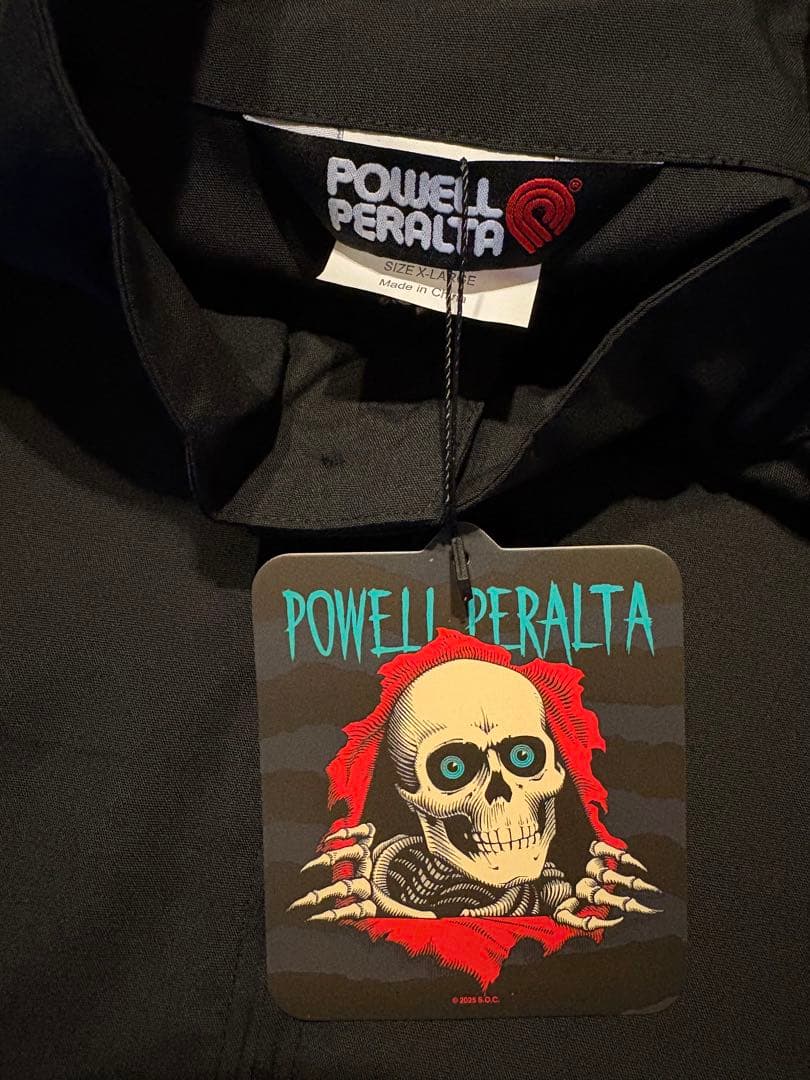 POWELL
PERALTA
®
SIZE X-LARGE
Made in China
POWELL PERALTA
© 2025 S.O.C.